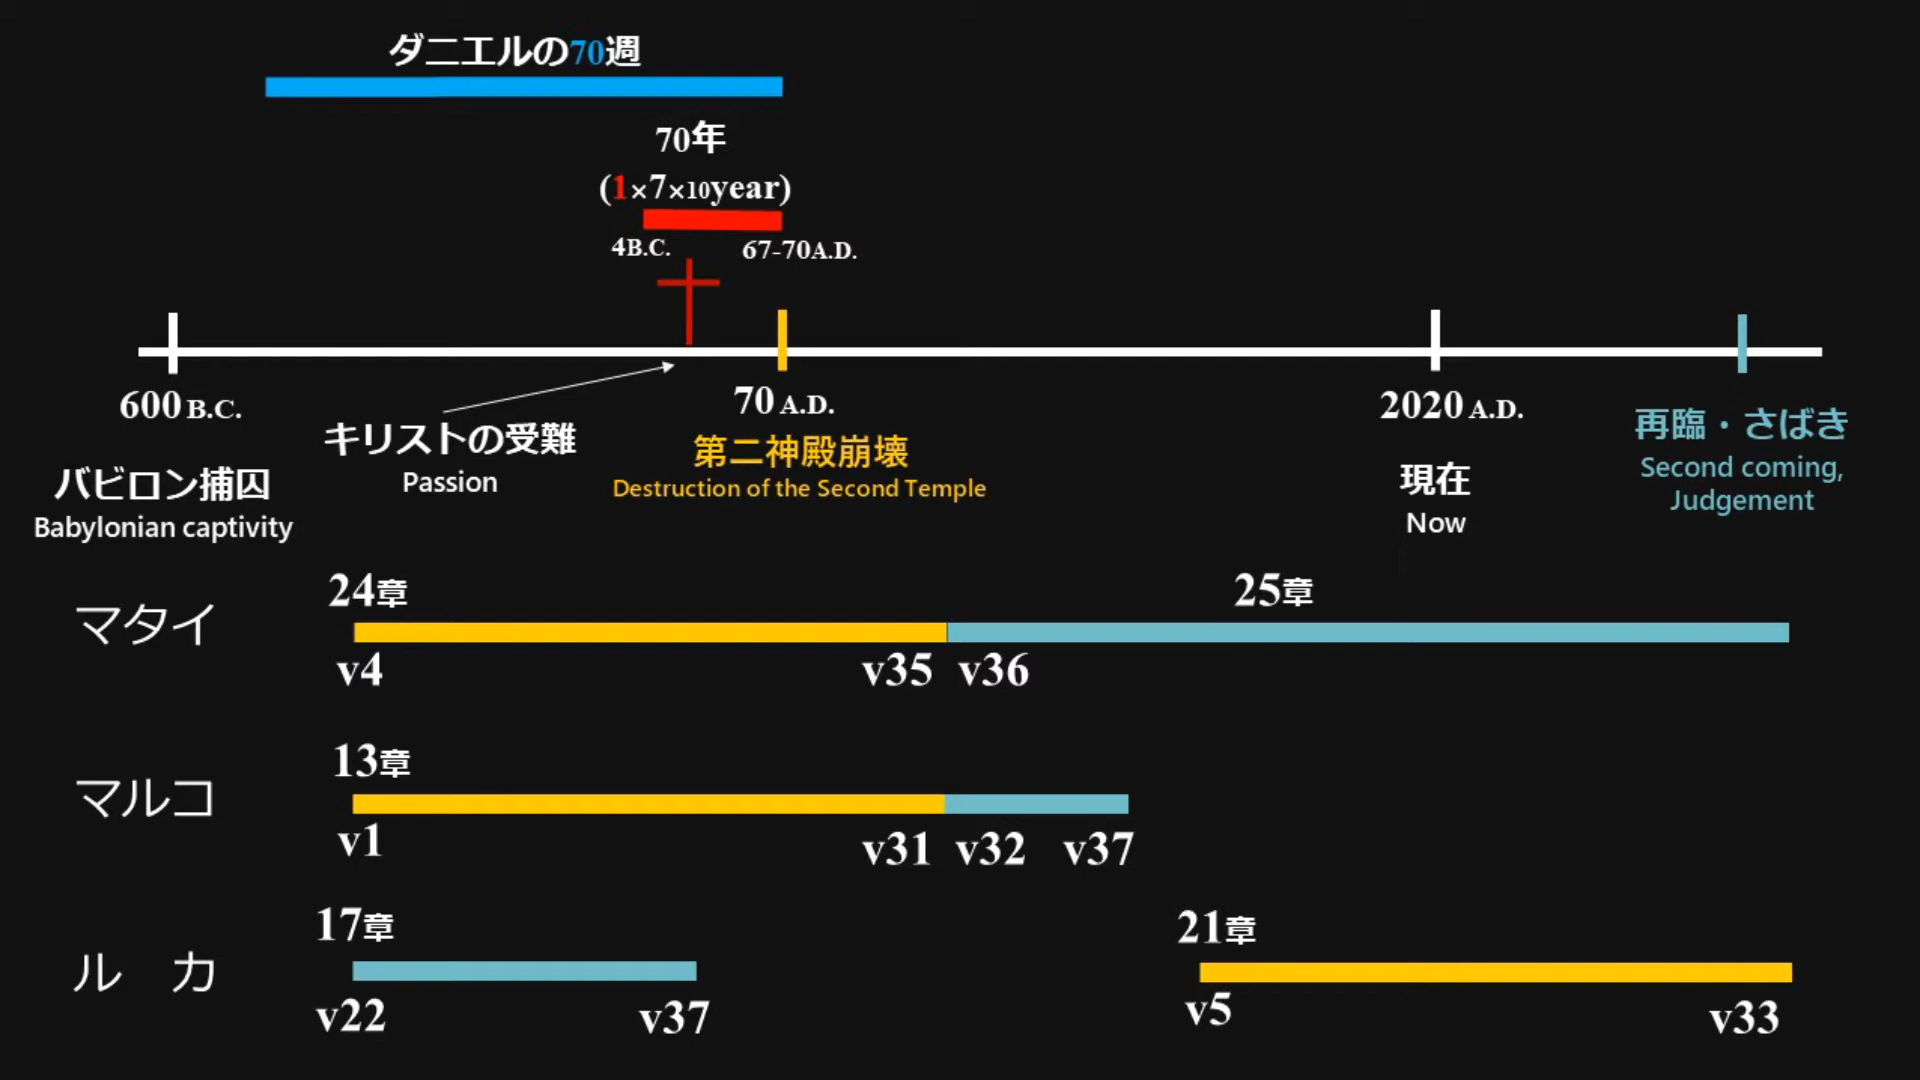 ダニエルの70週
70年
(1×7×10year)
4B.C.
67-70A.D.
600 B.C.
バビロン捕囚
Babylonian captivity
キリストの受難
Passion
70 A.D.
第二神殿崩壊
Destruction of the Second Temple
2020 A.D.
現在
Now
再臨・さばき
Second coming,
Judgement
マタイ
24章
25章
v4
v35
v36
マルコ
13章
v1
v31
v32
v37
ル カ
17章
21章
v22
v37
v5
v33